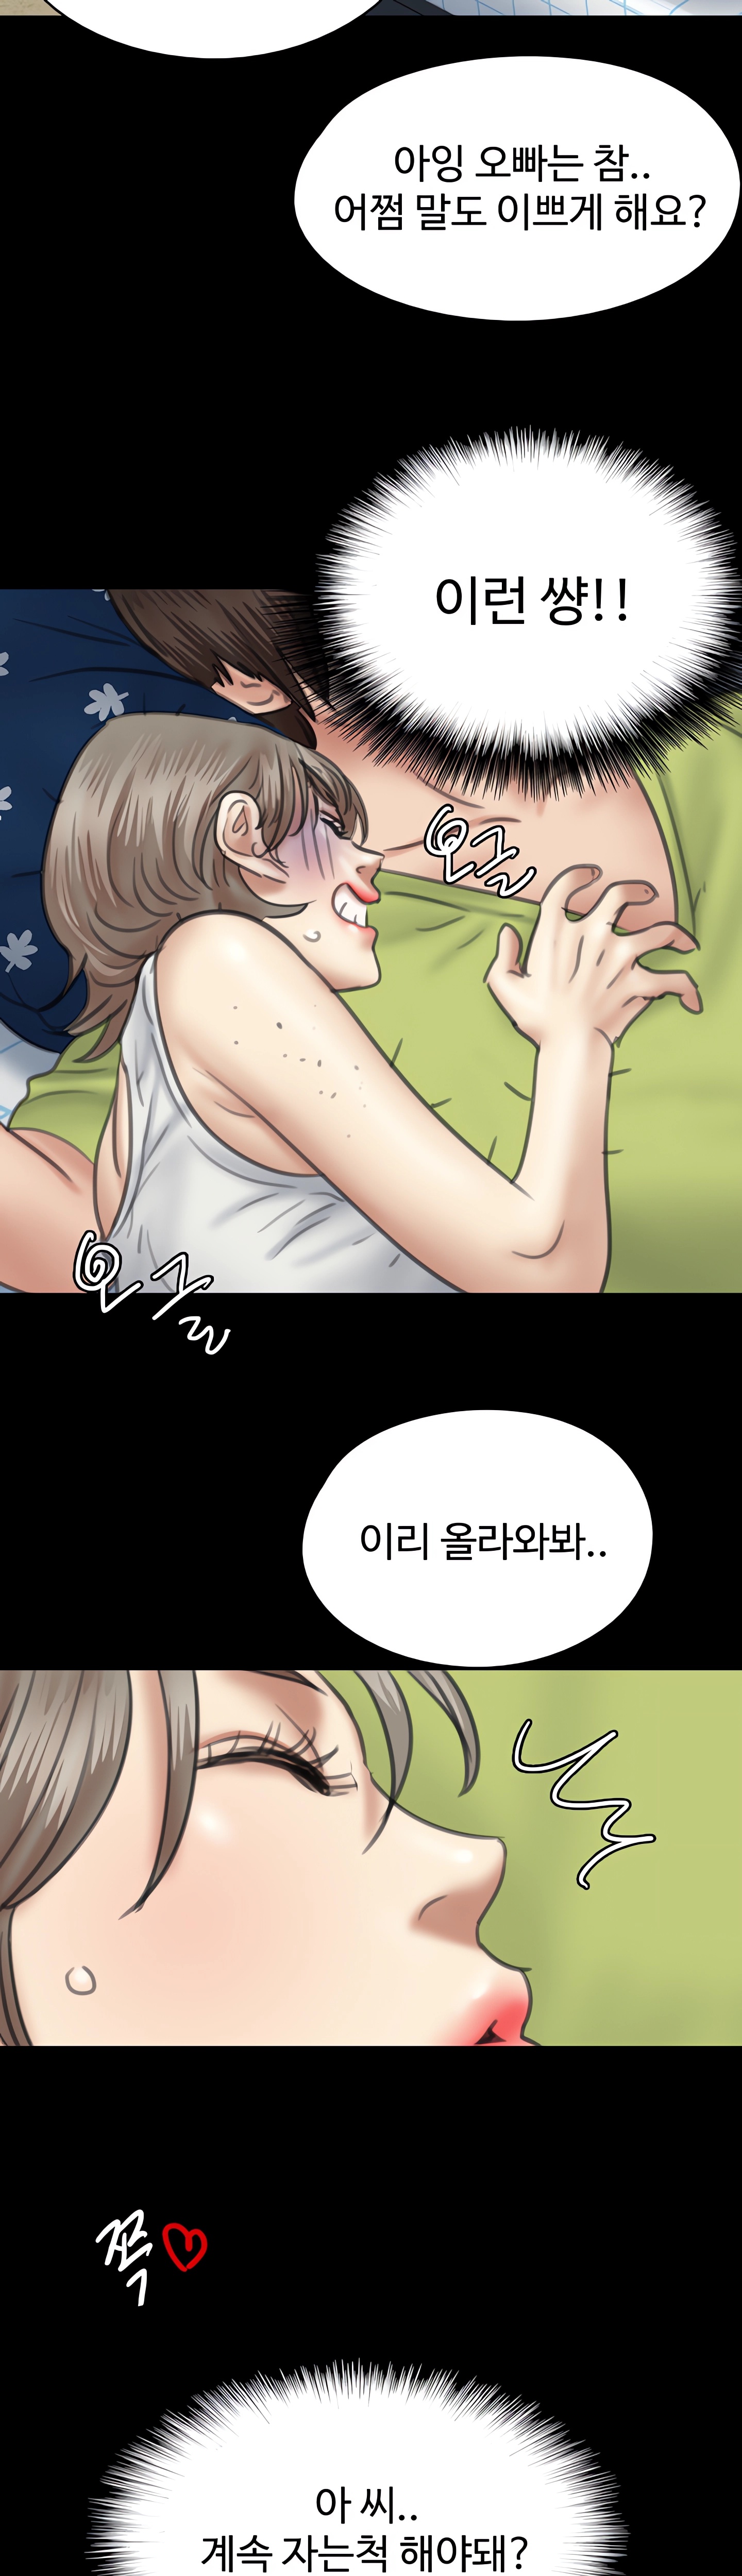 아잉 오빠는 참..
어쩜 말도 이쁘게 해요?
이런 썅!!
오글
오글
이리 올라와봐..
쪽♡
아 씨..
계속 자는척 해야돼?